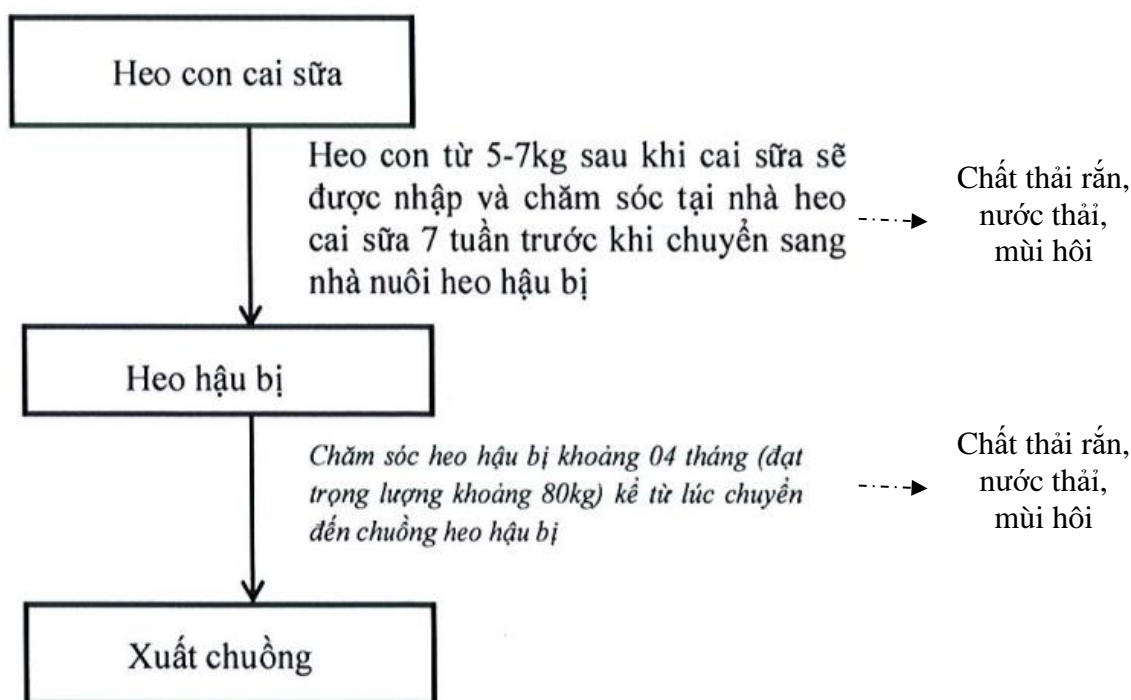 Heo con cai sữa
Heo con từ 5-7kg sau khi cai sữa sẽ
được nhập và chăm sóc tại nhà heo
cai sữa 7 tuần trước khi chuyển sang
nhà nuôi heo hậu bị
Chất thải rắn,
nước thải,
mùi hôi
Heo hậu bị
Chăm sóc heo hậu bị khoảng 04 tháng (đạt
trọng lượng khoảng 80kg) kể từ lúc chuyển
đến chuồng heo hậu bị
Chất thải rắn,
nước thải,
mùi hôi
Xuất chuồng